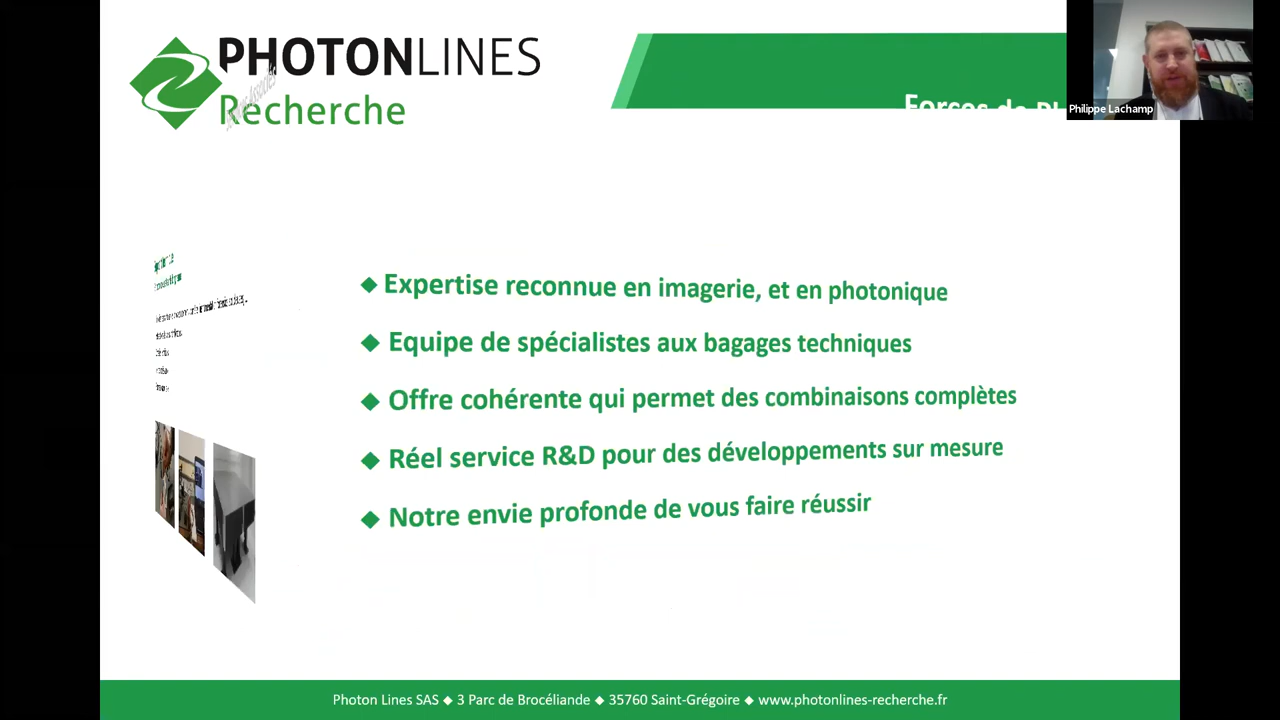 PHOTONLINES
Recherche
Forces de
Philippe Lachamp
Expertise reconnue en imagerie, et en photonique
Equipe de spécialistes aux bagages techniques
Offre cohérente qui permet des combinaisons complètes
Réel service R&D pour des développements sur mesure
Notre envie profonde de vous faire réussir
Photon Lines SAS ◆ 3 Parc de Brocéliande ◆ 35760 Saint-Grégoire ◆ www.photonlines-recherche.fr